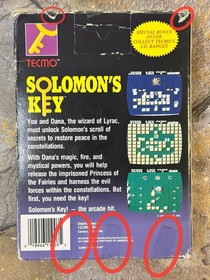 TECMO
SPECIAL BONUS
OFFER
COLLECT TECMO
I.D. BADGES
SOLOMON'S
KEY
You and Dana, the wizard of Lyrac,
must unlock Solomon's scroll of
secrets to restore peace in the
constellations.
With Dana's magic, fire, and
mystical powers, you will help
release the imprisoned Princess of
the Fairies and harness the evil
forces within the constellations. But
first, you need the key!
Solomon's Key! — the arcade hit.